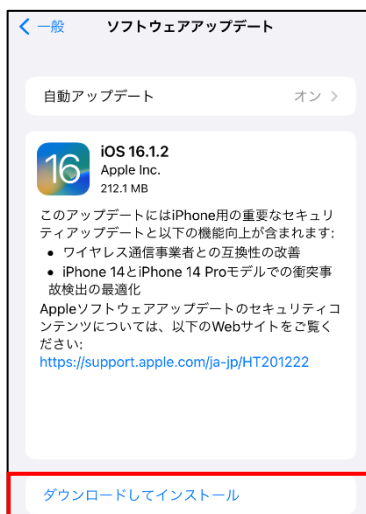 一般 ソフトウェアアップデート
自動アップデート オン
16
iOS 16.1.2
Apple Inc.
212.1 MB
このアップデートにはiPhone用の重要なセキュリ
ティアップデートと以下の機能向上が含まれます:
• ワイヤレス通信事業者との互換性の改善
• iPhone 14とiPhone 14 Proモデルでの衝突事
故検出の最適化
Appleソフトウェアアップデートのセキュリティコ
ンテンツについては、以下のWebサイトをご覧く
ださい:
https://support.apple.com/ja-jp/HT201222
ダウンロードしてインストール